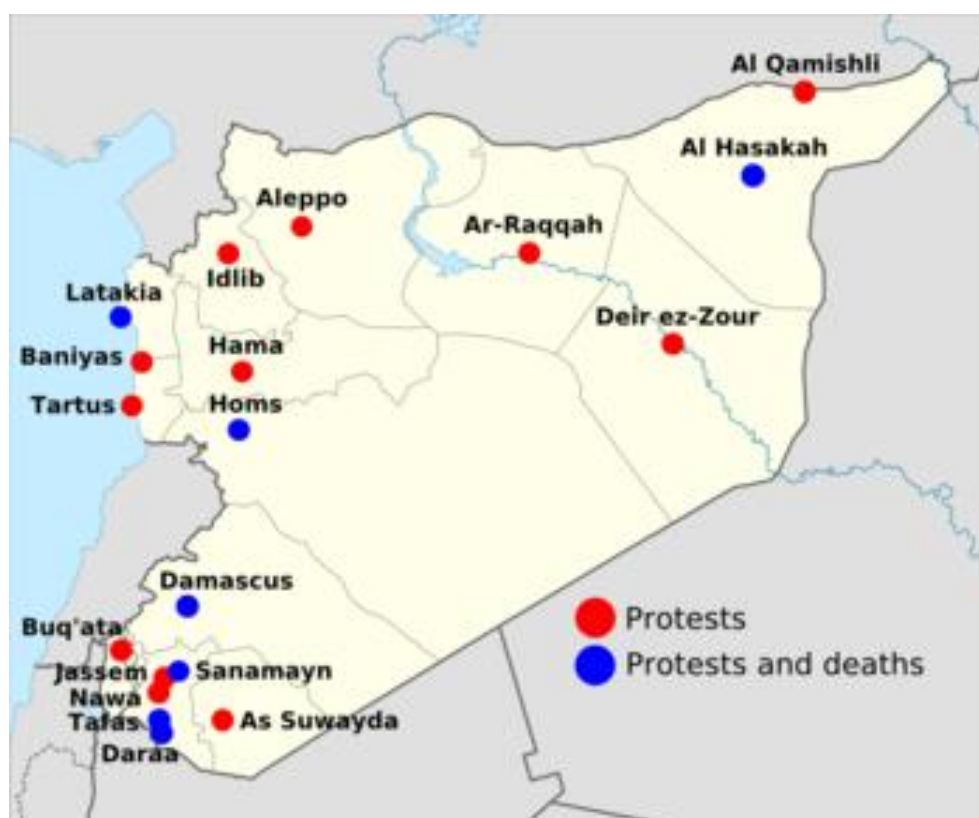 Al Qamishli
Al Hasakah
Aleppo
Ar-Raqqah
Idlib
Latakia
Deir ez-Zour
Hama
Baniyas
Tartus
Homs
Damascus
Buq'ata
Protests
Protests and deaths
Jassem
Sanamayn
Nawa
Tafas
As Suwayda
Daraa